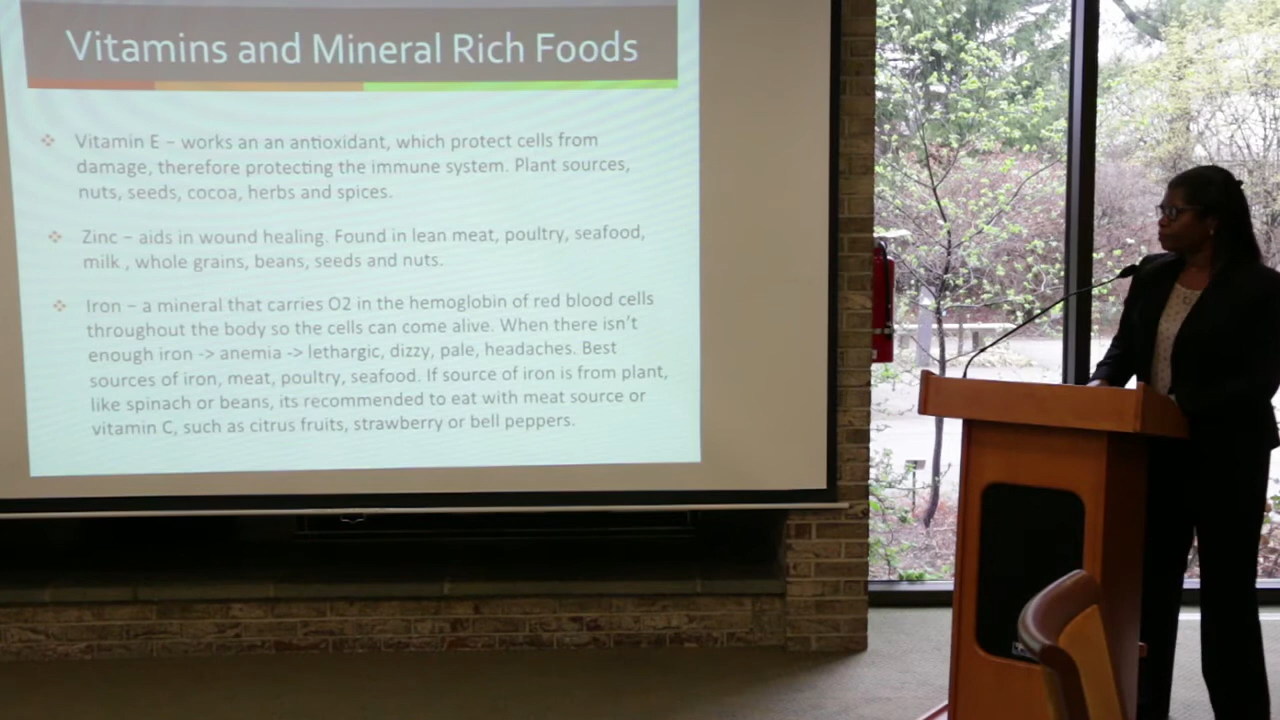 Vitamins and Mineral Rich Foods
Vitamin E – works an an antioxidant, which protect cells from
damage, therefore protecting the immune system. Plant sources,
nuts, seeds, cocoa, herbs and spices.
Zinc – aids in wound healing. Found in lean meat, poultry, seafood,
milk , whole grains, beans, seeds and nuts.
Iron – a mineral that carries O2 in the hemoglobin of red blood cells
throughout the body so the cells can come alive. When there isn't
enough iron -> anemia -> lethargic, dizzy, pale, headaches. Best
sources of iron, meat, poultry, seafood. If source of iron is from plant,
like spinach or beans, its recommended to eat with meat source or
vitamin C, such as citrus fruits, strawberry or bell peppers.